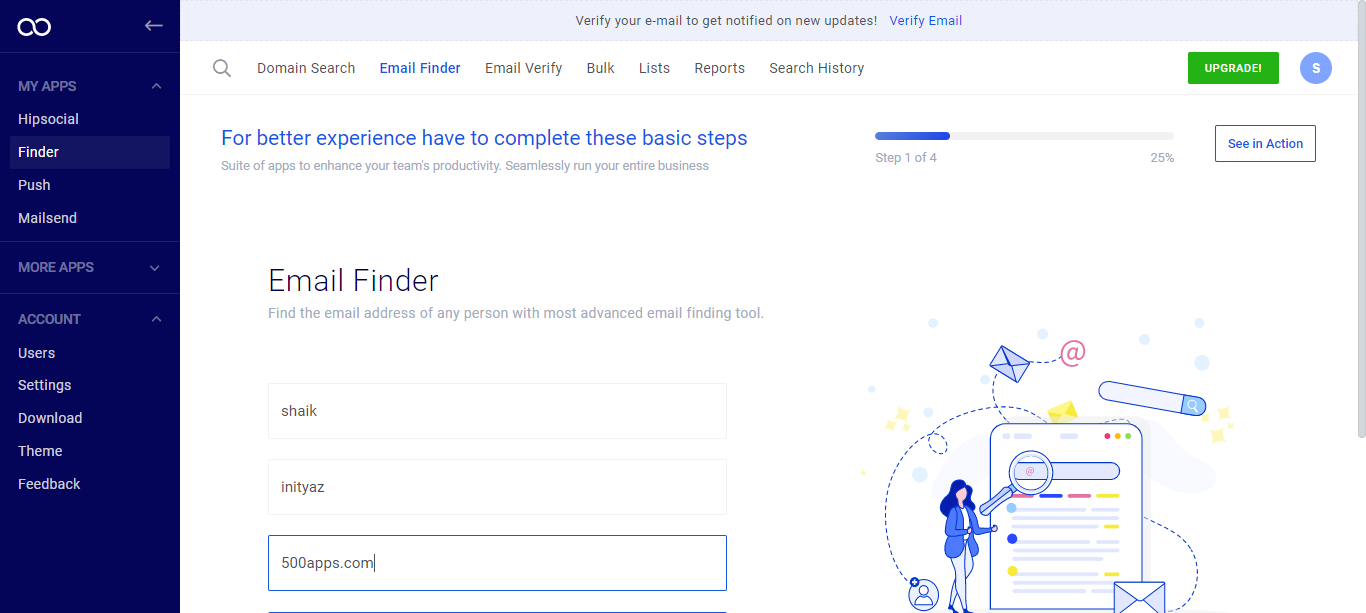 Verify your e-mail to get notified on new updates! Verify Email
Domain Search Email Finder Email Verify Bulk Lists Reports Search History UPGRADE! S
MY APPS
Hipsocial
Finder
Push
Mailsend
MORE APPS
ACCOUNT
Users
Settings
Download
Theme
Feedback
For better experience have to complete these basic steps
Suite of apps to enhance your team's productivity. Seamlessly run your entire business
Step 1 of 4 25%
See in Action
Email Finder
Find the email address of any person with most advanced email finding tool.
shaik
inityaz
500apps.com
@
@